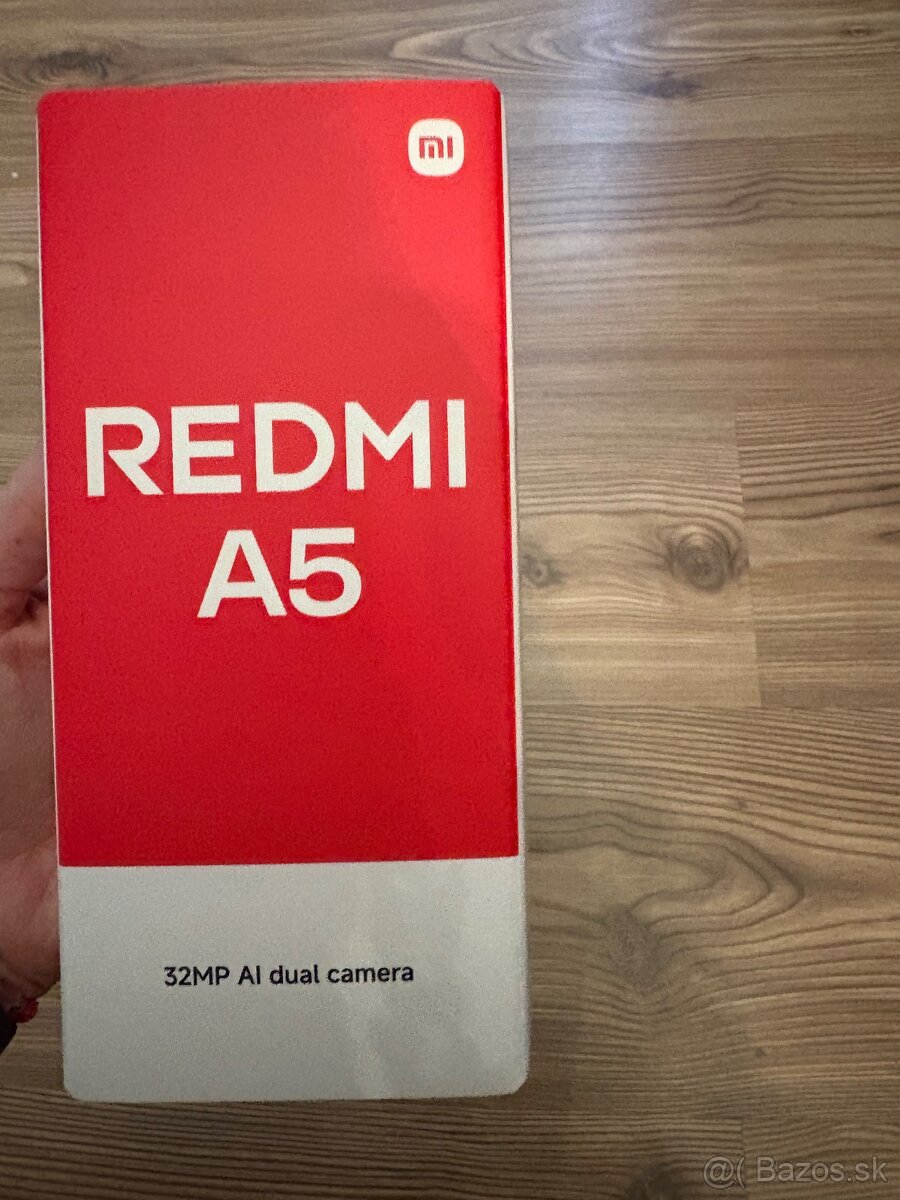 mi
REDMI
A5
32MP AI dual camera
@( Bazos.sk